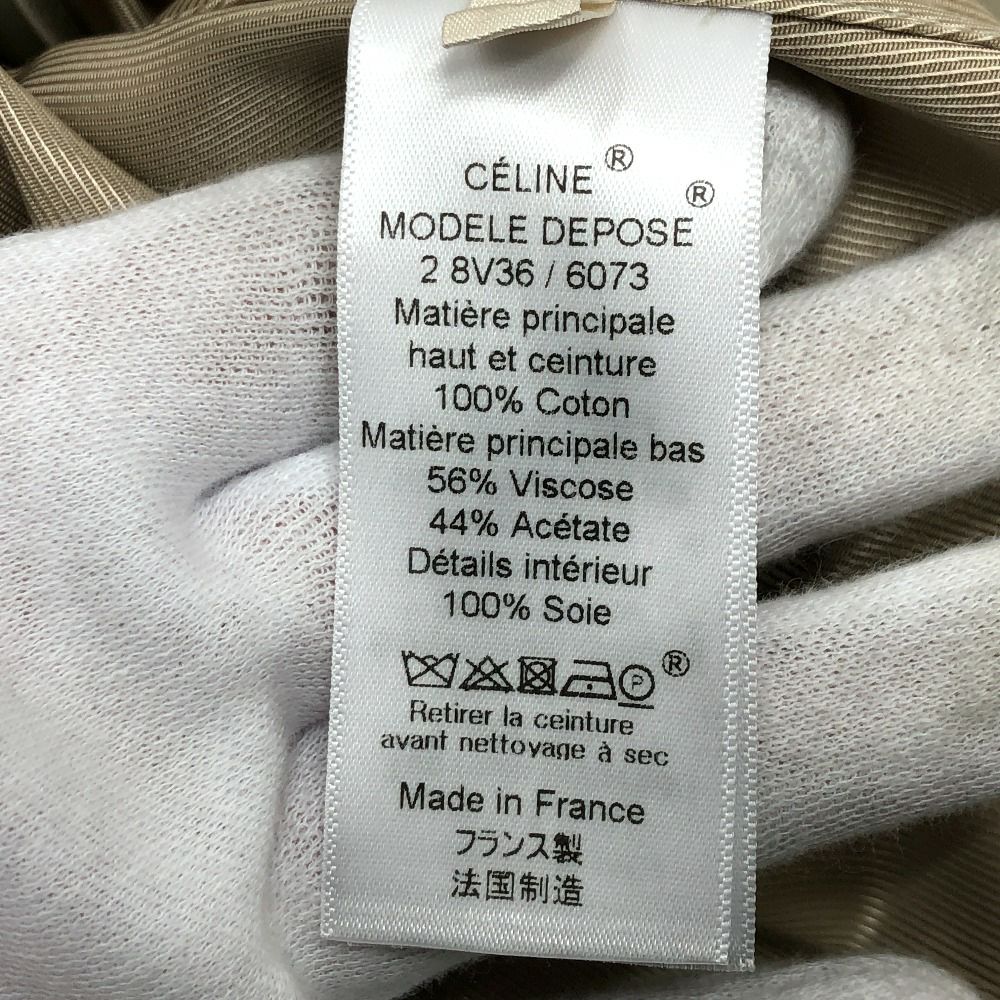 CÉLINE ®
MODELE DEPOSE ®
2 8V36 / 6073
Matière principale
haut et ceinture
100% Coton
Matière principale bas
56% Viscose
44% Acétate
Détails intérieur
100% Soie
P ®
Retirer la ceinture
avant nettoyage à sec
Made in France
フランス製
法国制造